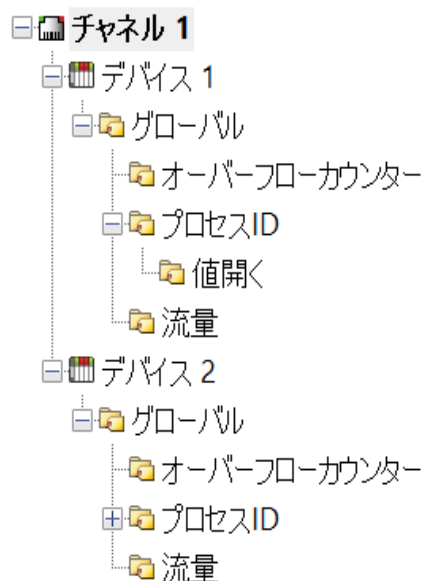 チャネル 1
デバイス 1
グローバル
オーバーフローカウンター
プロセスID
値開く
流量
デバイス 2
グローバル
オーバーフローカウンター
プロセスID
流量